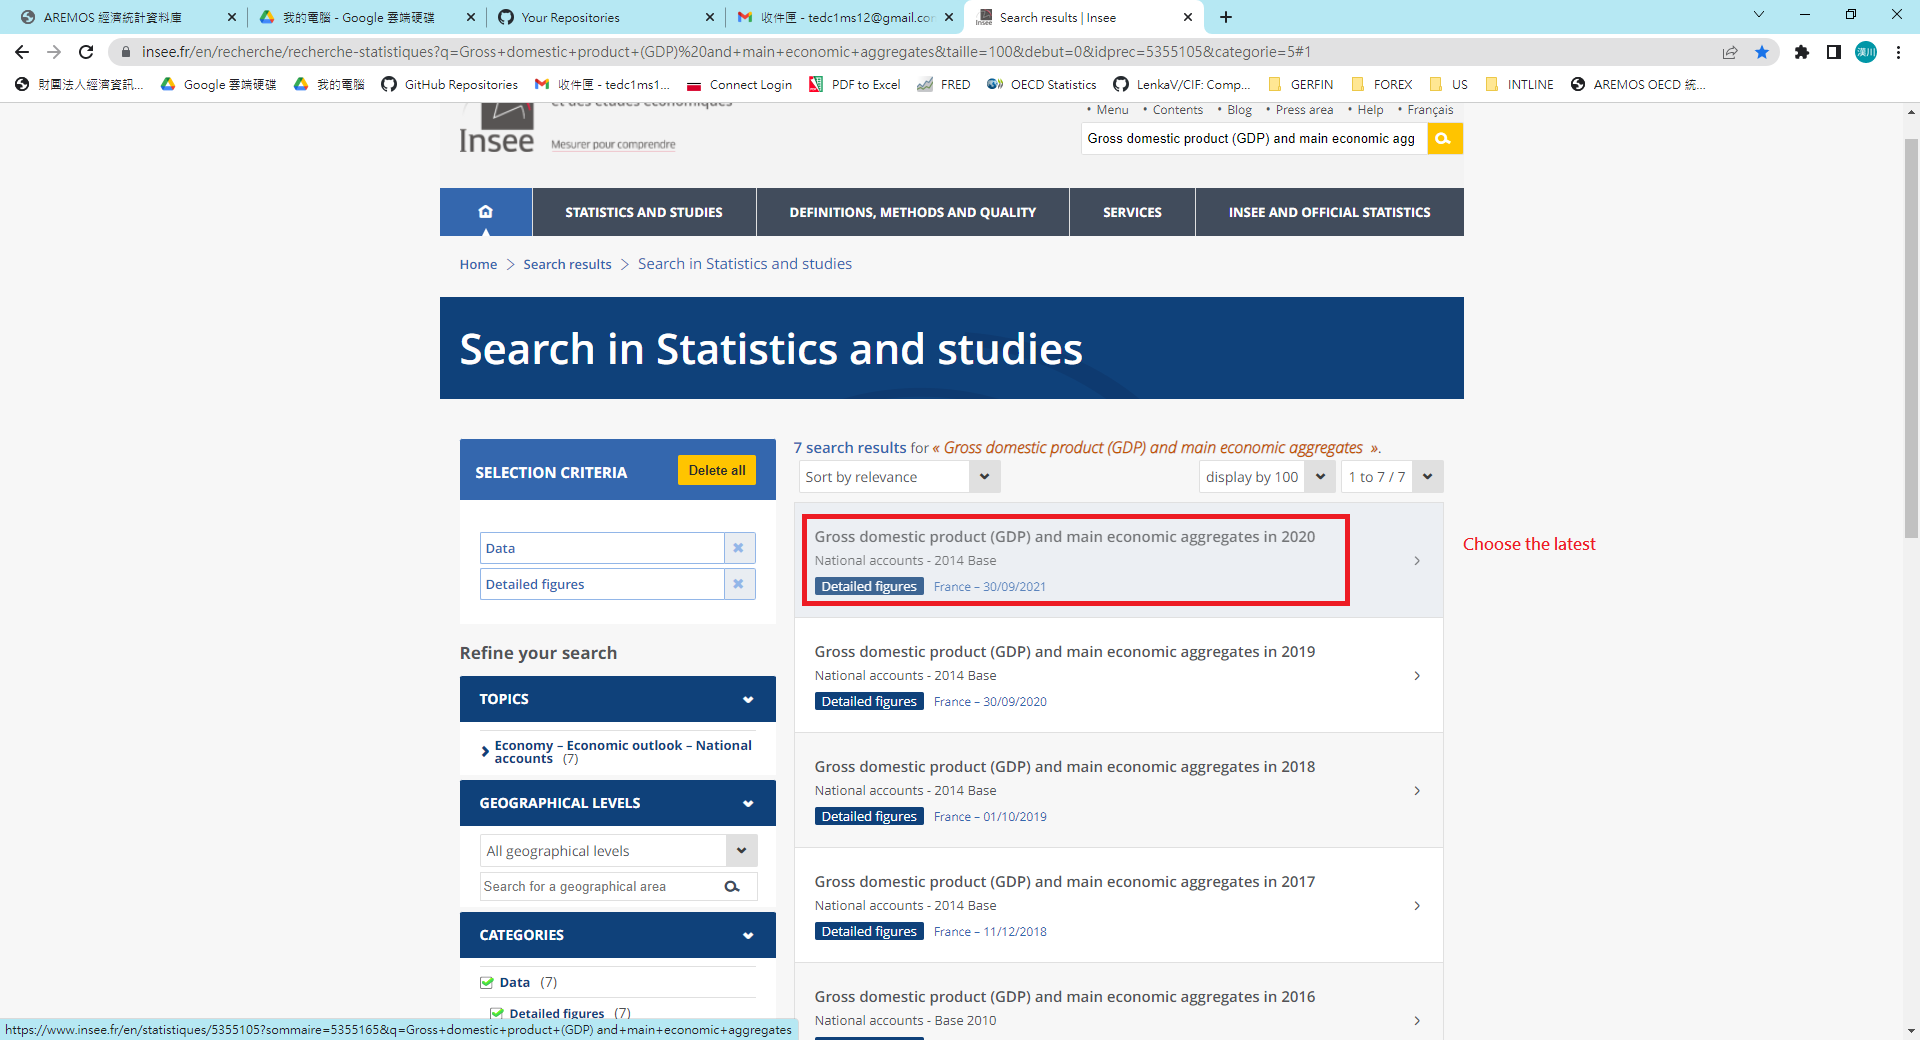 AREMOS 經濟統計資料庫
我的電腦 - Google 雲端硬碟
Your Repositories
收件匣 - tedc1ms12@gmail.co
Search results | Insee
insee.fr/en/recherche/recherche-statistiques?q=Gross+domestic+product+(GDP)%20and+main+economic+aggregates&taille=100&debut=0&idprec=5355105&categorie=5#1
漢川
財團法人經濟資訊...
Google 雲端硬碟
我的電腦
GitHub Repositories
收件匣 - tedc1ms1...
Connect Login
PDF to Excel
FRED
OECD Statistics
LenkaV/CIF: Comp...
GERFIN
FOREX
US
INTLINE
AREMOS OECD 統...
et des études économiques
Insee
Mesurer pour comprendre
• Menu • Contents • Blog • Press area • Help • Français
Gross domestic product (GDP) and main economic agg
STATISTICS AND STUDIES
DEFINITIONS, METHODS AND QUALITY
SERVICES
INSEE AND OFFICIAL STATISTICS
Home > Search results > Search in Statistics and studies
Search in Statistics and studies
SELECTION CRITERIA
Delete all
Data
Detailed figures
Refine your search
TOPICS
Economy – Economic outlook – National
accounts (7)
GEOGRAPHICAL LEVELS
All geographical levels
Search for a geographical area
CATEGORIES
Data (7)
Detailed figures (7)
7 search results for « Gross domestic product (GDP) and main economic aggregates ».
Sort by relevance
display by 100
1 to 7 / 7
Gross domestic product (GDP) and main economic aggregates in 2020
National accounts - 2014 Base
Detailed figures France – 30/09/2021
Choose the latest
Gross domestic product (GDP) and main economic aggregates in 2019
National accounts - 2014 Base
Detailed figures France – 30/09/2020
Gross domestic product (GDP) and main economic aggregates in 2018
National accounts - 2014 Base
Detailed figures France – 01/10/2019
Gross domestic product (GDP) and main economic aggregates in 2017
National accounts - 2014 Base
Detailed figures France – 11/12/2018
Gross domestic product (GDP) and main economic aggregates in 2016
National accounts - Base 2010
https://www.insee.fr/en/statistiques/5355105?sommaire=5355165&q=Gross+domestic+product+(GDP) and+main+economic+aggregates